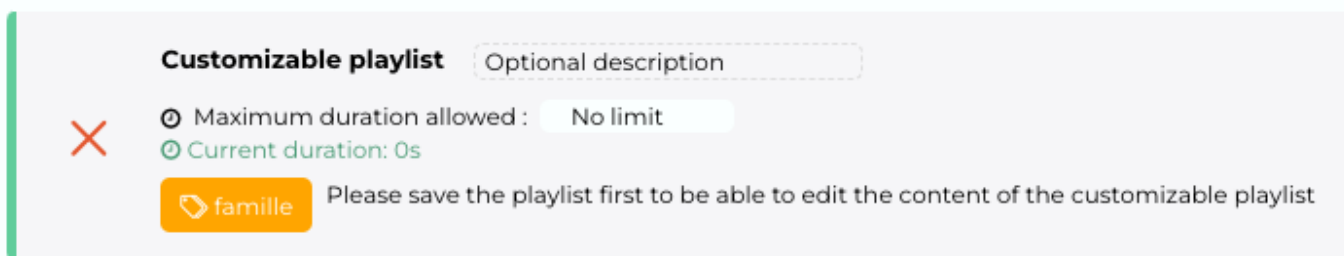 Customizable playlist Optional description
Maximum duration allowed : No limit
Current duration: 0s
famille Please save the playlist first to be able to edit the content of the customizable playlist